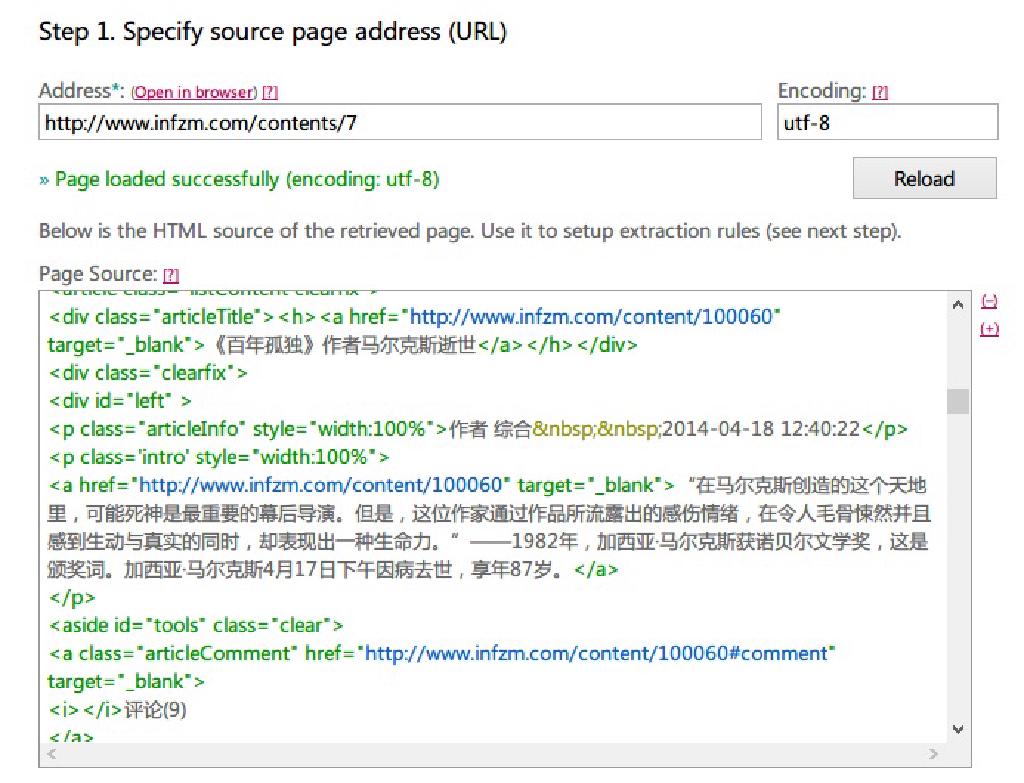 Step 1. Specify source page address (URL)
Address*: (Open in browser) [?]
Encoding: [?]
http://www.infzm.com/contents/7
utf-8
» Page loaded successfully (encoding: utf-8)
Reload
Below is the HTML source of the retrieved page. Use it to setup extraction rules (see next step).
Page Source: [?]
<article class="listContent clearfix">
(–)
<div class="articleTitle"><h><a href="http://www.infzm.com/content/100060"
(+)
target="_blank">《百年孤独》作者马尔克斯逝世</a></h></div>
<div class="clearfix">
<div id="left" >
<p class="articleInfo" style="width:100%">作者 综合&nbsp;&nbsp;2014-04-18 12:40:22</p>
<p class='intro' style="width:100%">
<a href="http://www.infzm.com/content/100060" target="_blank"> “在马尔克斯创造的这个天地
里，可能死神是最重要的幕后导演。但是，这位作家通过作品所流露出的感伤情绪，在令人毛骨悚然并且
感到生动与真实的同时，却表现出一种生命力。” ——1982年，加西亚·马尔克斯获诺贝尔文学奖，这是
颁奖词。加西亚·马尔克斯4月17日下午因病去世，享年87岁。</a>
</p>
<aside id="tools" class="clear">
<a class="articleComment" href="http://www.infzm.com/content/100060#comment"
target="_blank">
<i></i>评论(9)
</a>